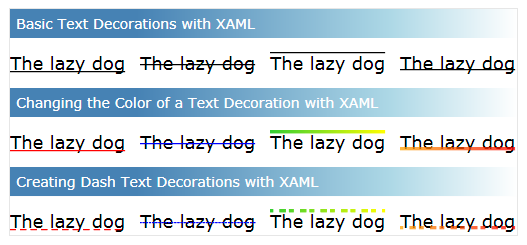 Basic Text Decorations with XAML
The lazy dog The lazy dog The lazy dog The lazy dog
Changing the Color of a Text Decoration with XAML
The lazy dog The lazy dog The lazy dog The lazy dog
Creating Dash Text Decorations with XAML
The lazy dog The lazy dog The lazy dog The lazy dog